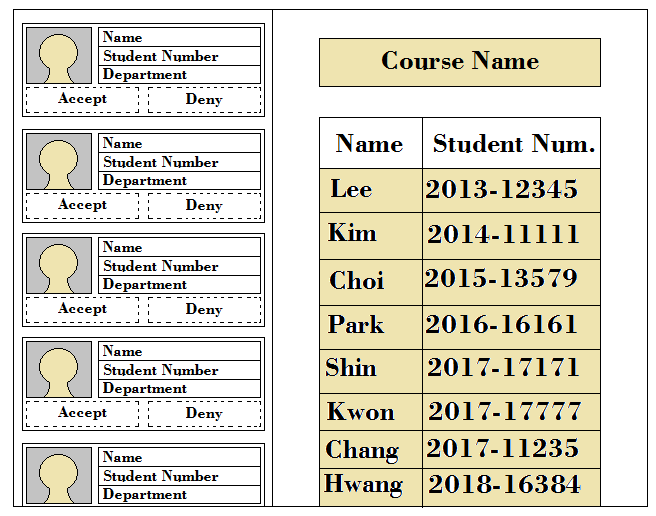 Name
Student Number
Department
Accept Deny
Name
Student Number
Department
Accept Deny
Name
Student Number
Department
Accept Deny
Name
Student Number
Department
Accept Deny
Name
Student Number
Department
Course Name
Name Student Num.
Lee 2013-12345
Kim 2014-11111
Choi 2015-13579
Park 2016-16161
Shin 2017-17171
Kwon 2017-17777
Chang 2017-11235
Hwang 2018-16384